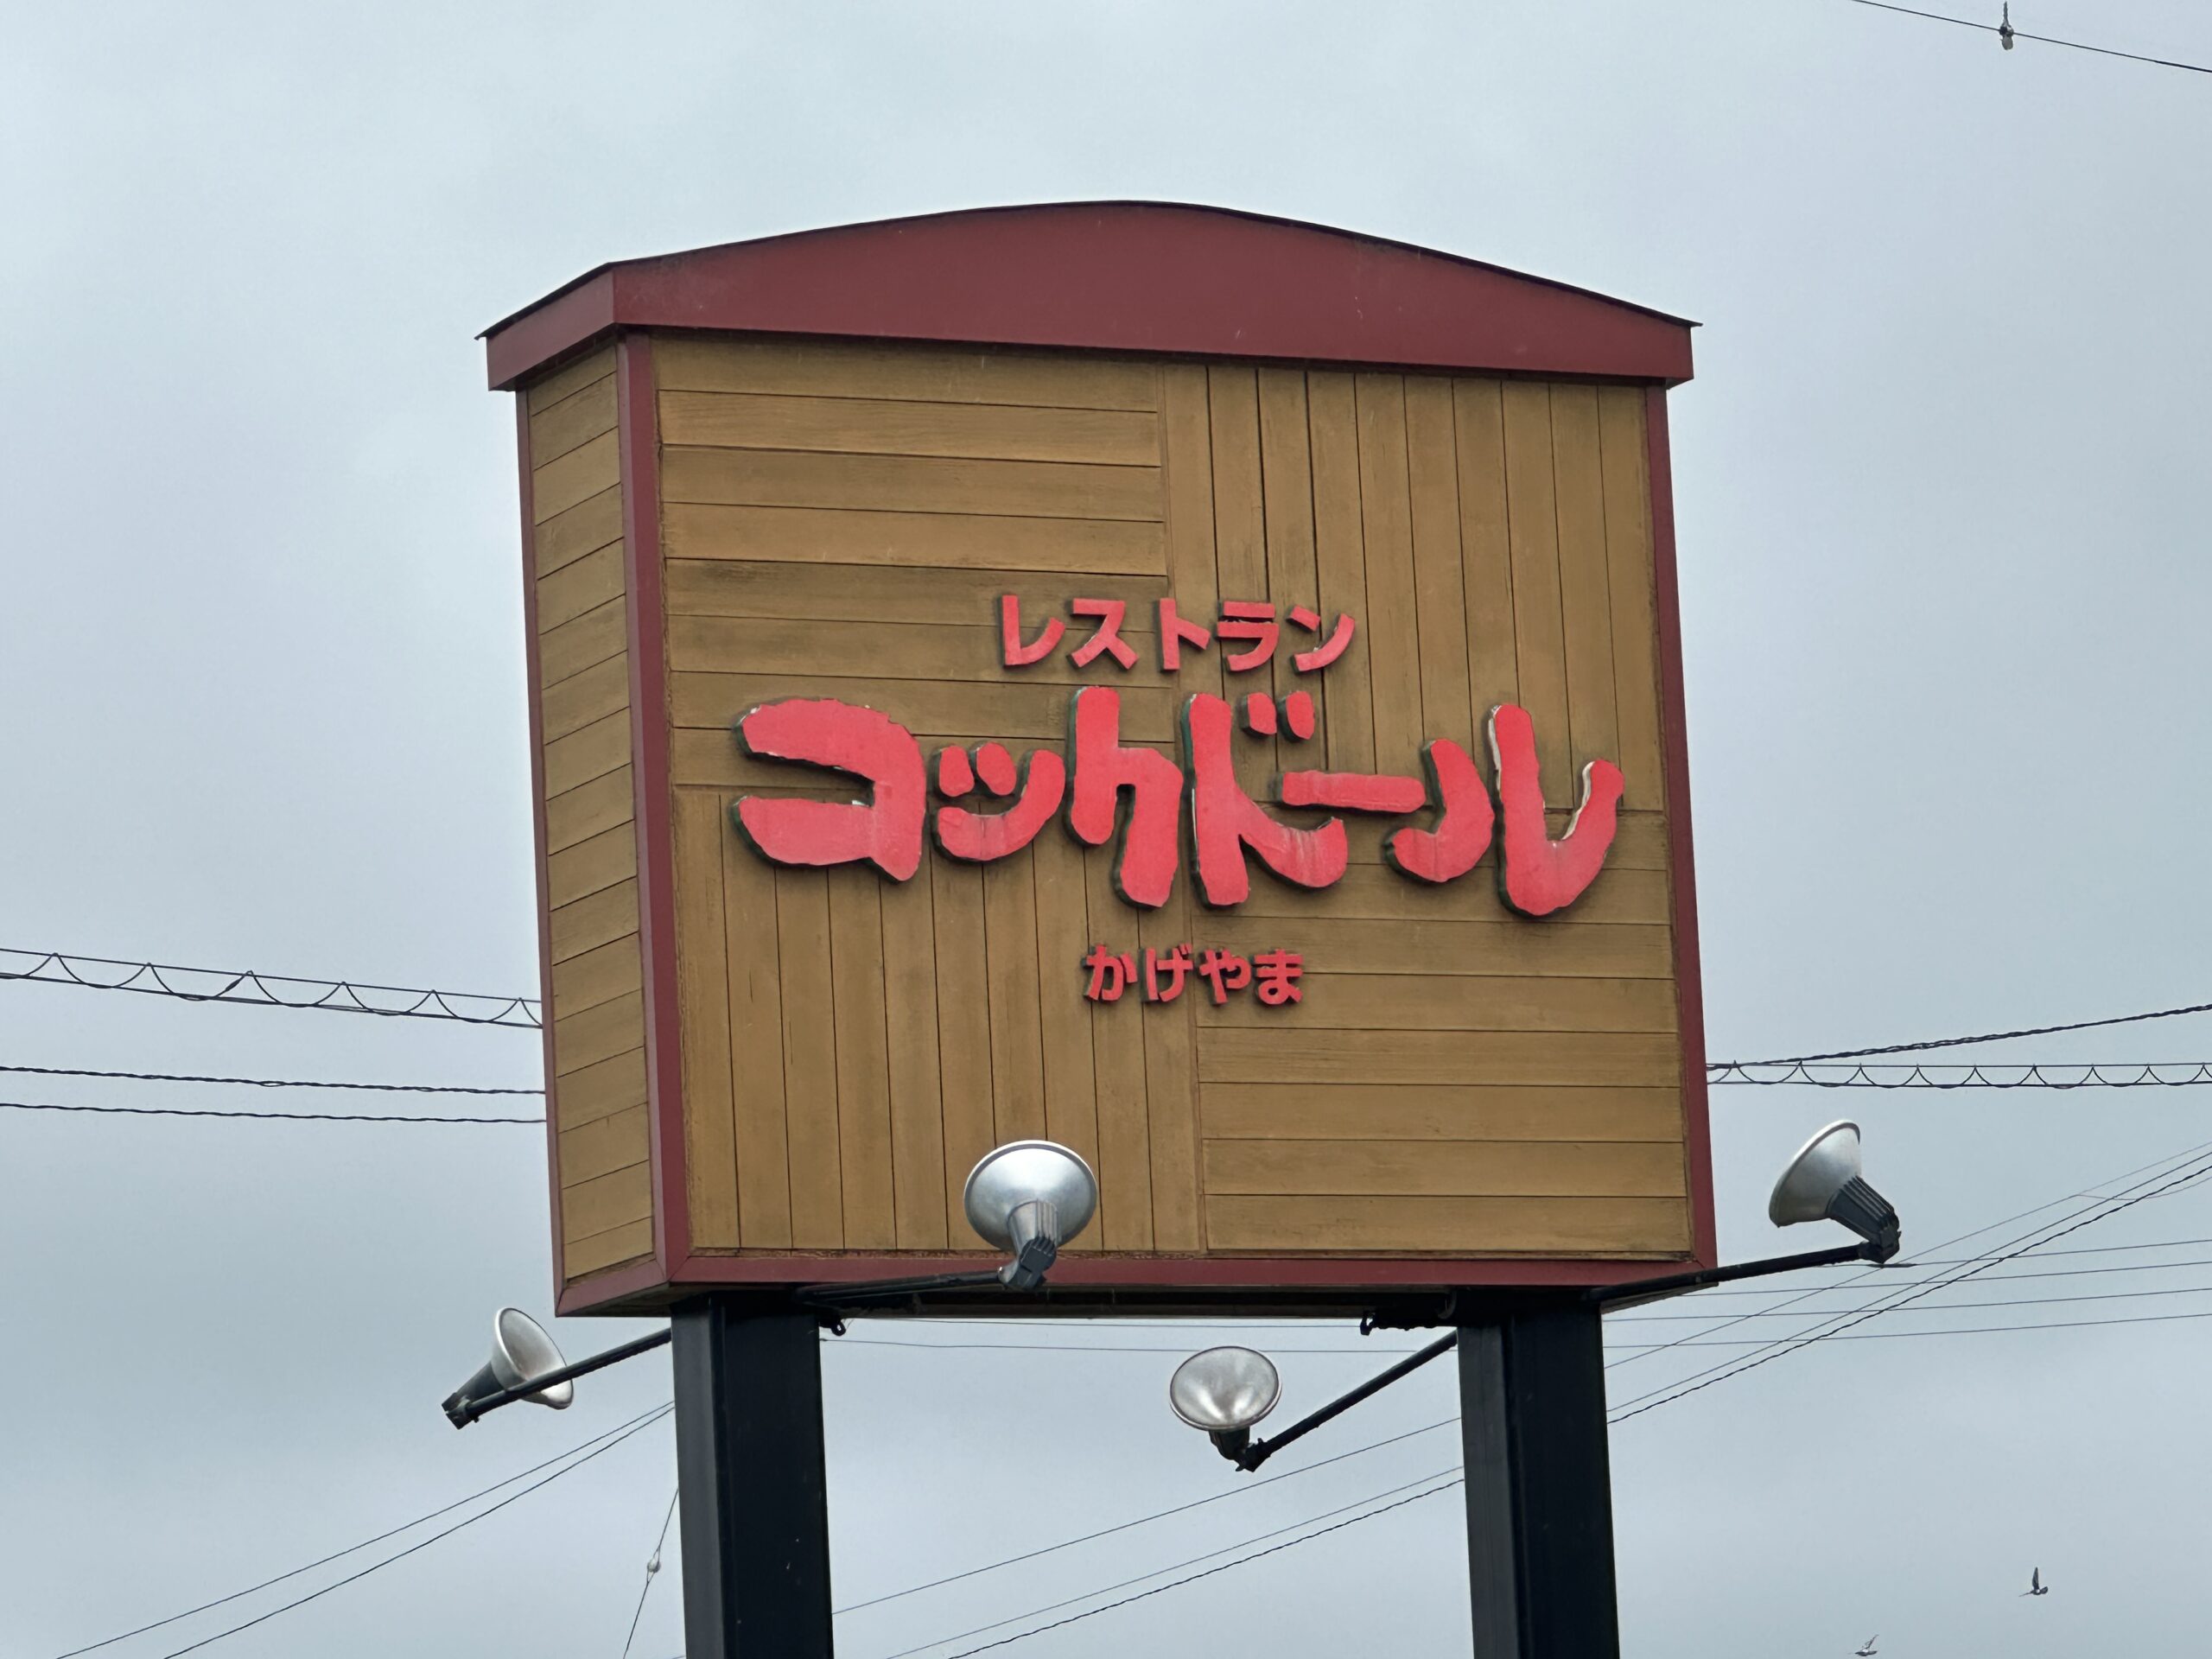 レストラン
コックドール
かげやま